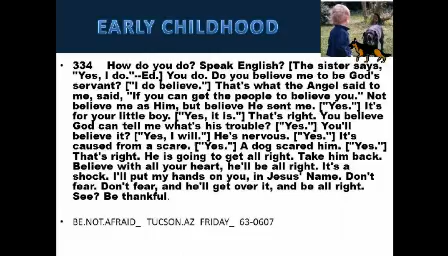 EARLY CHILDHOOD
• 334 How do you do? Speak English? [The sister says,
"Yes, I do."--Ed.] You do. Do you believe me to be God's
servant? ["I do believe."] That's what the Angel said to
me, said, "If you can get the people to believe you." Not
believe me as Him, but believe He sent me. ["Yes."] It's
for your little boy. ["Yes, it is."] That's right. You believe
God can tell me what's his trouble? ["Yes."] You'll
believe it? ["Yes, I will."] He's nervous. ["Yes."] It's
caused from a scare. ["Yes."] A dog scared him. ["Yes."]
That's right. He is going to get all right. Take him back.
Believe with all your heart, he'll be all right. It's a
shock. I'll put my hands on you, in Jesus' Name. Don't
fear. Don't fear, and he'll get over it, and be all right.
See? Be thankful.
• BE.NOT.AFRAID_ TUCSON.AZ FRIDAY_ 63-0607